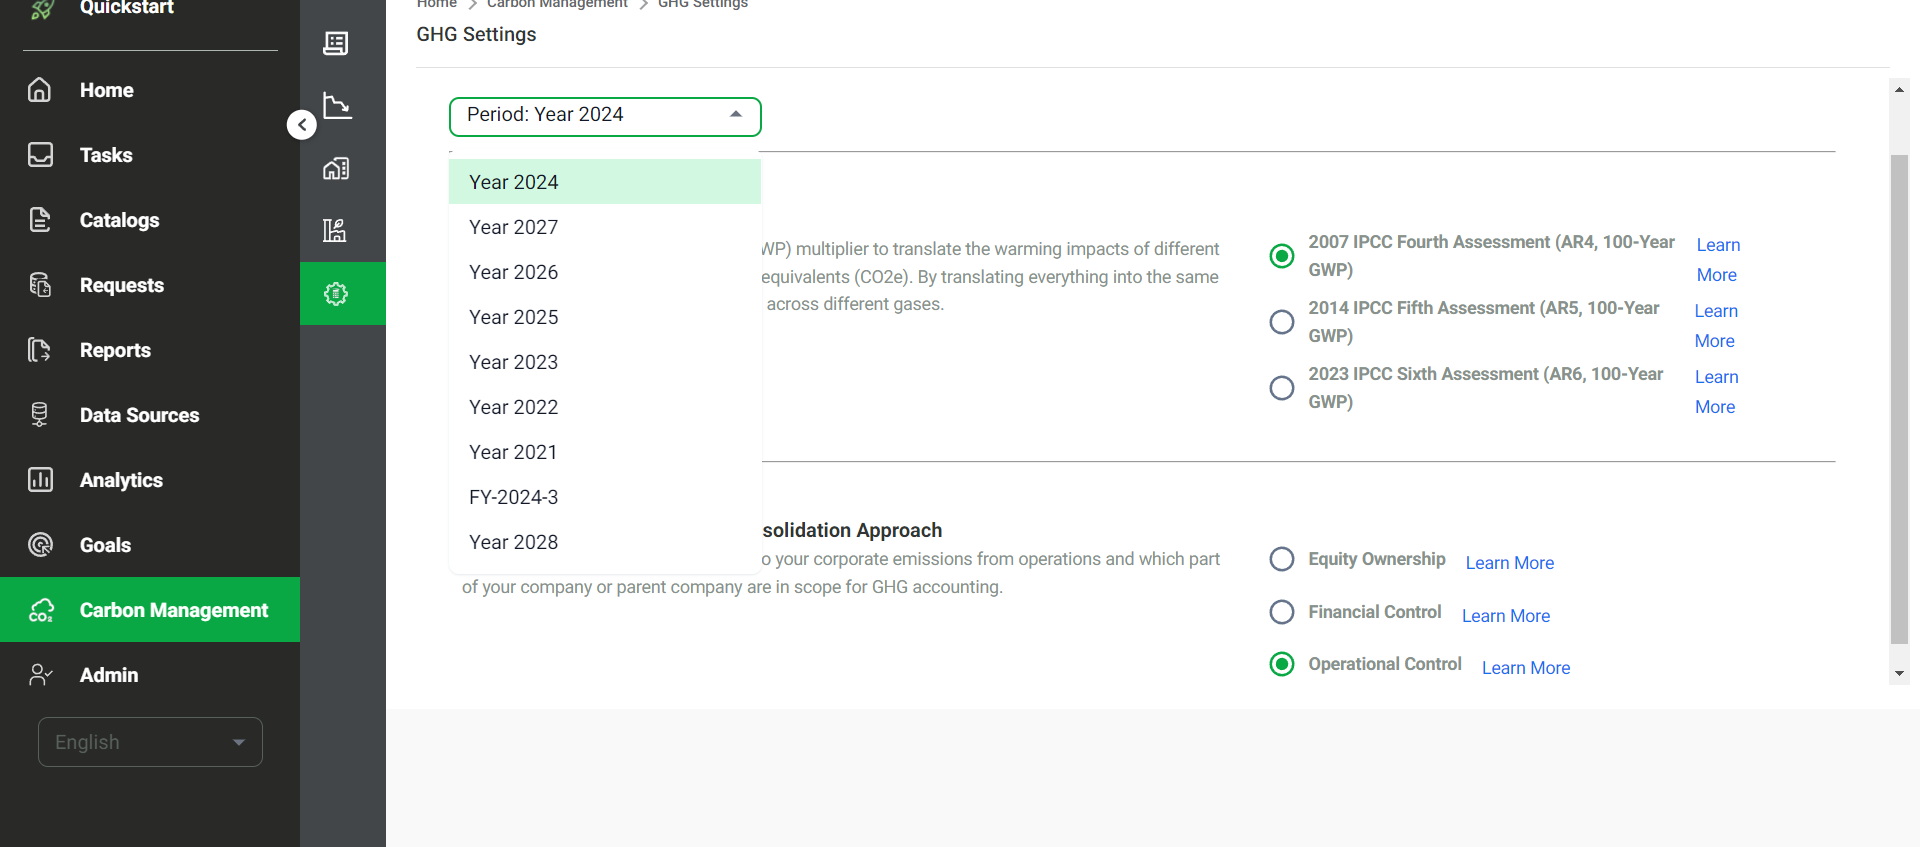 Quickstart
Home
Tasks
Catalogs
Requests
Reports
Data Sources
Analytics
Goals
CO₂
Carbon Management
Admin
English
Home > Carbon Management > GHG Settings
GHG Settings
Period: Year 2024
Year 2024
Year 2027
Year 2026
Year 2025
Year 2023
Year 2022
Year 2021
FY-2024-3
Year 2028
WP) multiplier to translate the warming impacts of different
equivalents (CO2e). By translating everything into the same
across different gases.
2007 IPCC Fourth Assessment (AR4, 100-Year
GWP)
Learn
More
2014 IPCC Fifth Assessment (AR5, 100-Year
GWP)
Learn
More
2023 IPCC Sixth Assessment (AR6, 100-Year
GWP)
Learn
More
solidation Approach
o your corporate emissions from operations and which part
of your company or parent company are in scope for GHG accounting.
Equity Ownership Learn More
Financial Control Learn More
Operational Control Learn More